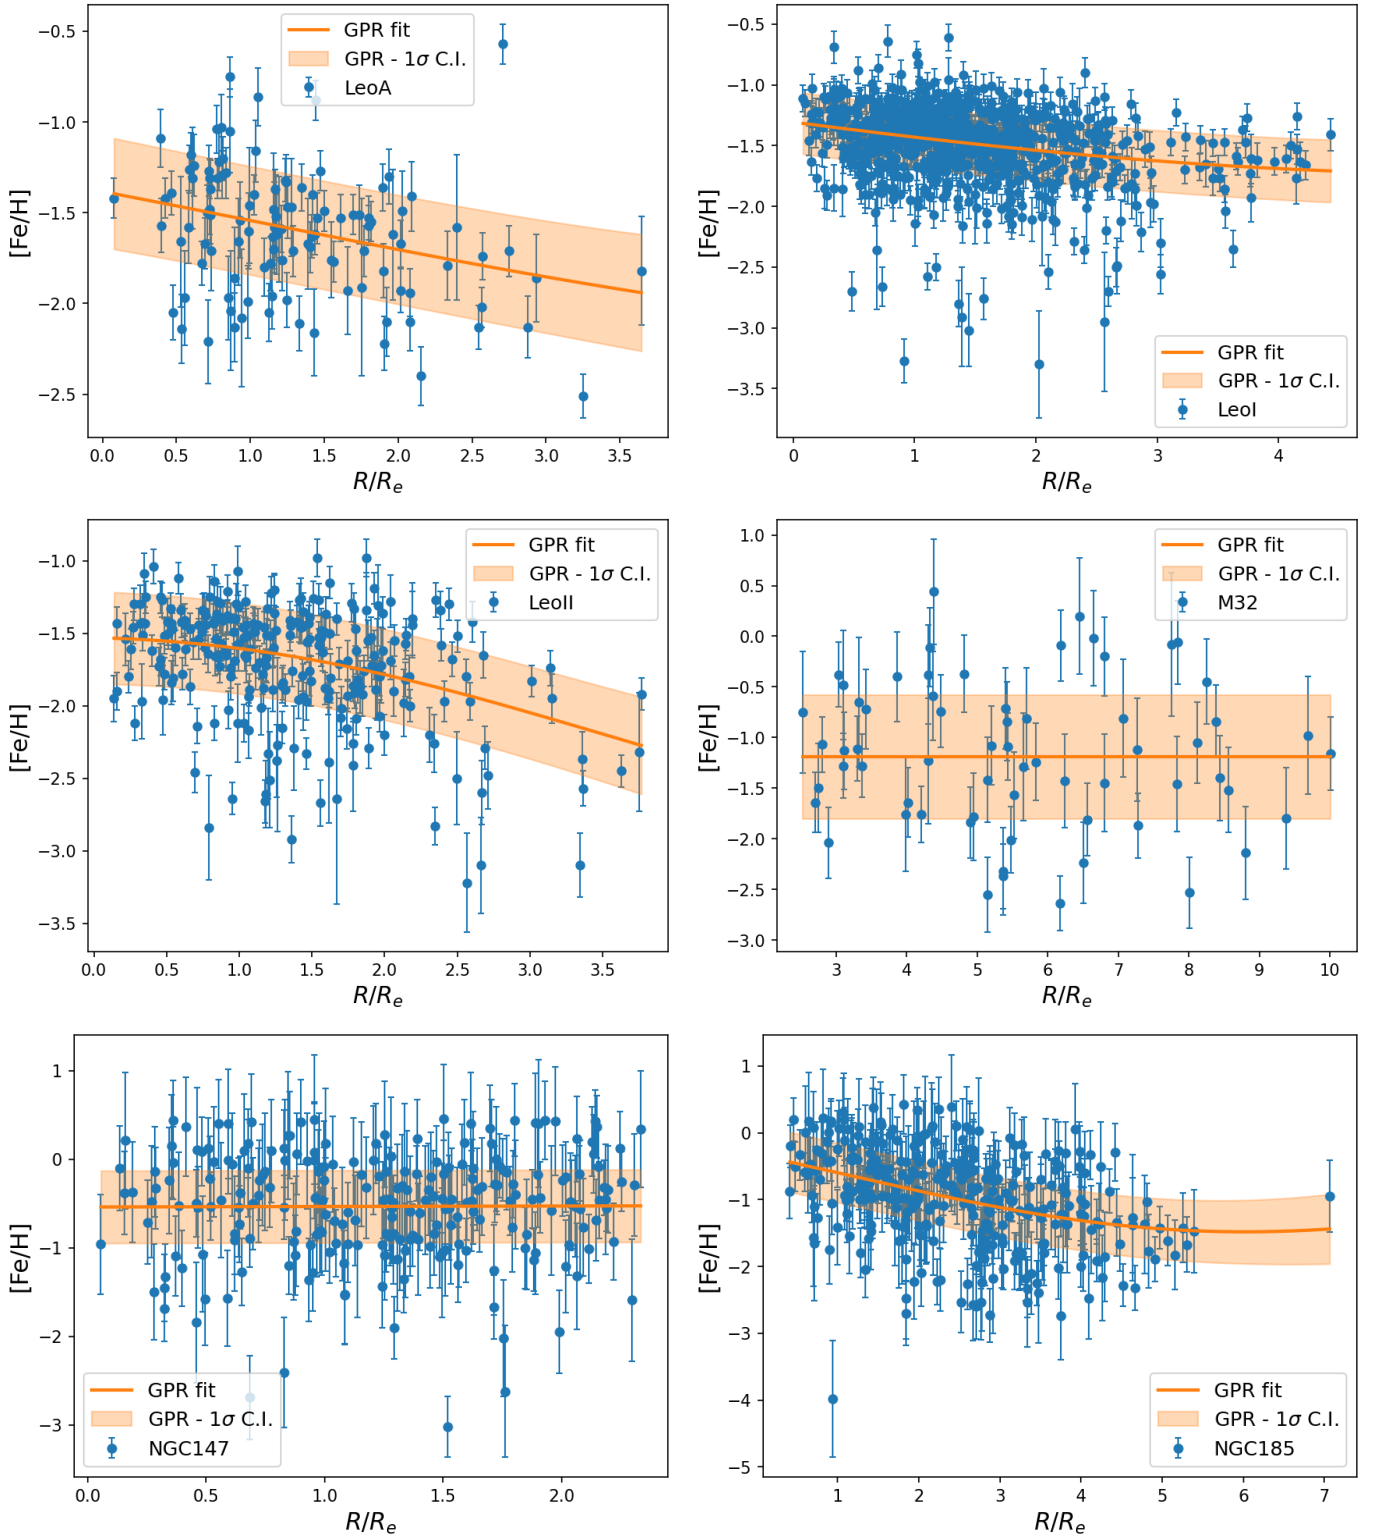 GPR fit
GPR - 1σ C.I.
LeoA
−0.5
−1.0
−1.5
−2.0
−2.5
[Fe/H]
0.0 0.5 1.0 1.5 2.0 2.5 3.0 3.5
R/Re
−0.5
−1.0
−1.5
−2.0
−2.5
−3.0
−3.5
[Fe/H]
GPR fit
GPR - 1σ C.I.
LeoI
0 1 2 3 4
R/Re
GPR fit
GPR - 1σ C.I.
LeoII
−1.0
−1.5
−2.0
−2.5
−3.0
−3.5
[Fe/H]
0.0 0.5 1.0 1.5 2.0 2.5 3.0 3.5
R/Re
GPR fit
GPR - 1σ C.I.
M32
1.0
0.5
0.0
−0.5
−1.0
−1.5
−2.0
−2.5
−3.0
[Fe/H]
3 4 5 6 7 8 9 10
R/Re
1
0
−1
−2
−3
[Fe/H]
GPR fit
GPR - 1σ C.I.
NGC147
0.0 0.5 1.0 1.5 2.0
R/Re
1
0
−1
−2
−3
−4
−5
[Fe/H]
GPR fit
GPR - 1σ C.I.
NGC185
1 2 3 4 5 6 7
R/Re